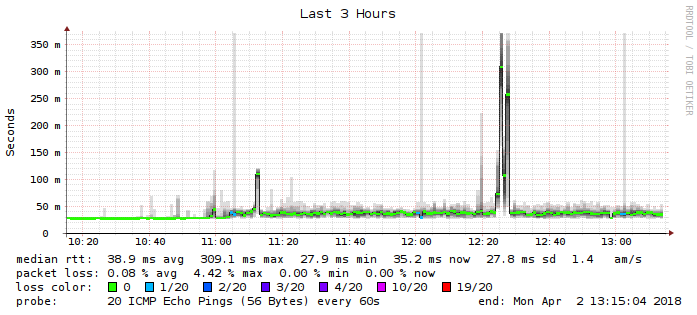 Last 3 Hours
RRDTOOL / TOBI OETIKER
Seconds
350 m
300 m
250 m
200 m
150 m
100 m
50 m
0
10:20 10:40 11:00 11:20 11:40 12:00 12:20 12:40 13:00
median rtt: 38.9 ms avg 309.1 ms max 27.9 ms min 35.2 ms now 27.8 ms sd 1.4 am/s
packet loss: 0.08 % avg 4.42 % max 0.00 % min 0.00 % now
loss color: 0 1/20 2/20 3/20 4/20 10/20 19/20
probe: 20 ICMP Echo Pings (56 Bytes) every 60s end: Mon Apr 2 13:15:04 2018